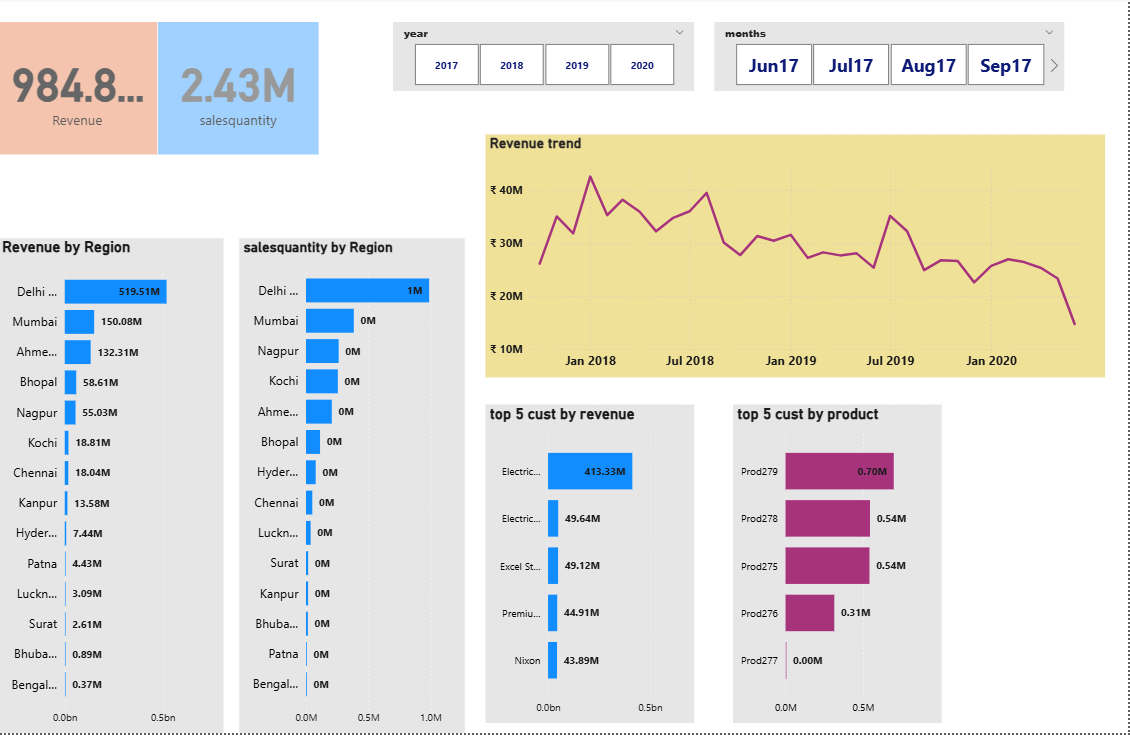 984.8...
Revenue
2.43M
salesquantity
year
2017 2018 2019 2020
months
Jun17 Jul17 Aug17 Sep17
Revenue trend
₹ 40M
₹ 30M
₹ 20M
₹ 10M
Jan 2018 Jul 2018 Jan 2019 Jul 2019 Jan 2020
Revenue by Region
Delhi ... 519.51M
Mumbai 150.08M
Ahme... 132.31M
Bhopal 58.61M
Nagpur 55.03M
Kochi 18.81M
Chennai 18.04M
Kanpur 13.58M
Hyder... 7.44M
Patna 4.43M
Luckn... 3.09M
Surat 2.61M
Bhuba... 0.89M
Bengal... 0.37M
0.0bn 0.5bn
salesquantity by Region
Delhi ... 1M
Mumbai 0M
Nagpur 0M
Kochi 0M
Ahme... 0M
Bhopal 0M
Hyder... 0M
Chennai 0M
Luckn... 0M
Surat 0M
Kanpur 0M
Bhuba... 0M
Patna 0M
Bengal... 0M
0.0M 0.5M 1.0M
top 5 cust by revenue
Electric... 413.33M
Electric... 49.64M
Excel St... 49.12M
Premiu... 44.91M
Nixon 43.89M
0.0bn 0.5bn
top 5 cust by product
Prod279 0.70M
Prod278 0.54M
Prod275 0.54M
Prod276 0.31M
Prod277 0.00M
0.0M 0.5M